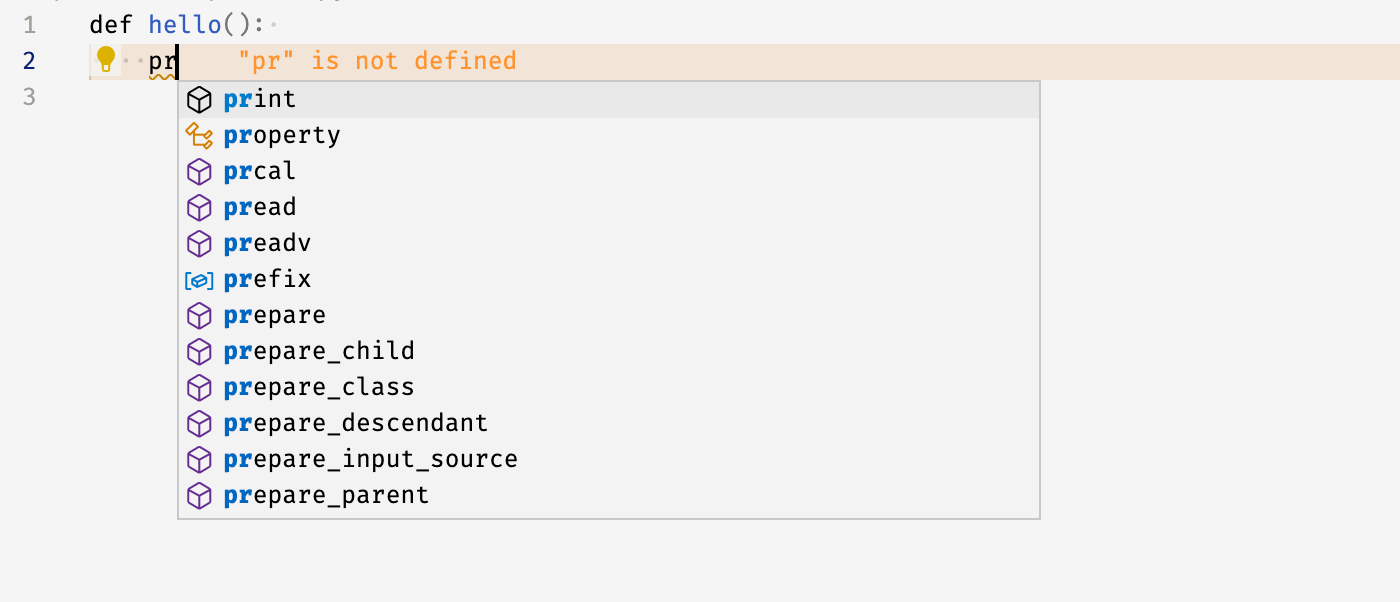 1 def hello():
2 pr "pr" is not defined
3
print
property
prcal
pread
preadv
prefix
prepare
prepare_child
prepare_class
prepare_descendant
prepare_input_source
prepare_parent